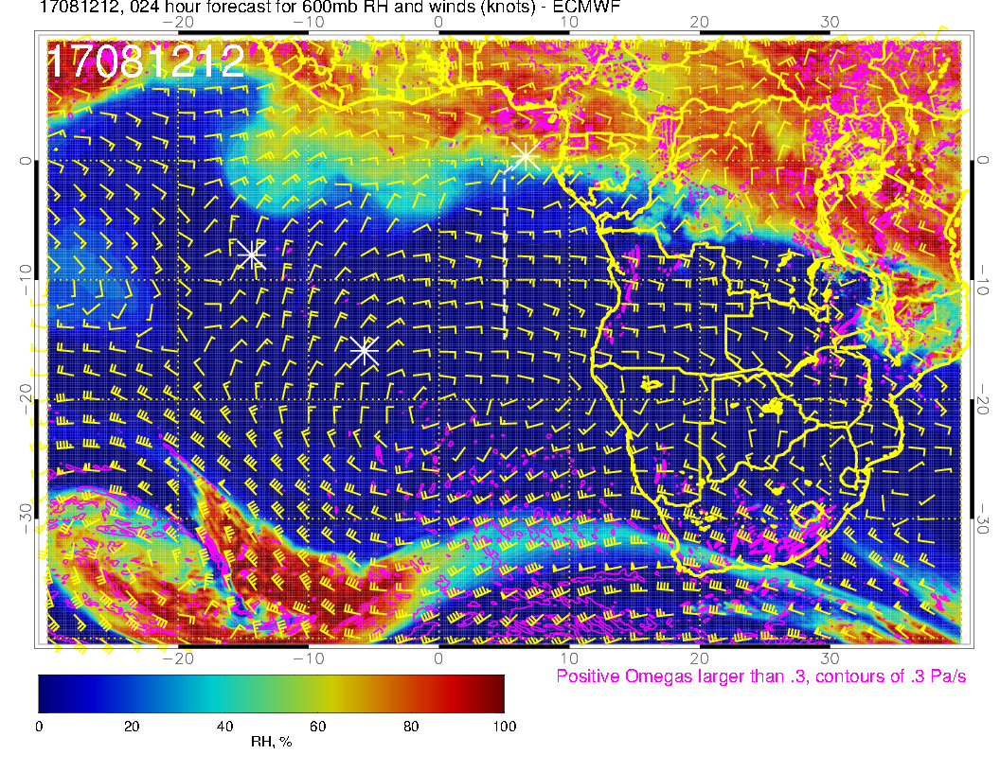 17081212, 024 hour forecast for 600mb RH and winds (knots) - ECMWF
−20 −10 0 10 20 30
17081212
0 0
−10 −10
−20 −20
−30 −30
−20 −10 0 10 20 30
Positive Omegas larger than .3, contours of .3 Pa/s
0 20 40 60 80 100
RH, %